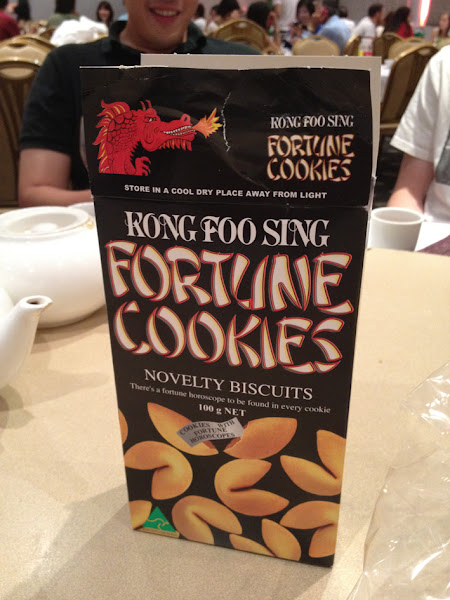 KONG FOO SING
FORTUNE
COOKIES
STORE IN A COOL DRY PLACE AWAY FROM LIGHT
KONG FOO SING
FORTUNE
COOKIES
NOVELTY BISCUITS
There's a fortune horoscope to be found in every cookie
100 g NET
COOKIES WITH
FORTUNE
HOROSCOPES